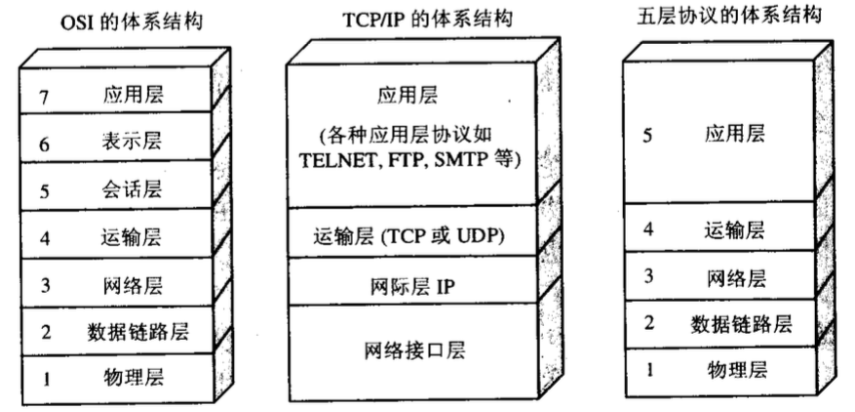 OSI 的体系结构
7 应用层
6 表示层
5 会话层
4 运输层
3 网络层
2 数据链路层
1 物理层
TCP/IP 的体系结构
应用层
(各种应用层协议如
TELNET, FTP, SMTP 等)
运输层 (TCP 或 UDP)
网际层 IP
网络接口层
五层协议的体系结构
5 应用层
4 运输层
3 网络层
2 数据链路层
1 物理层